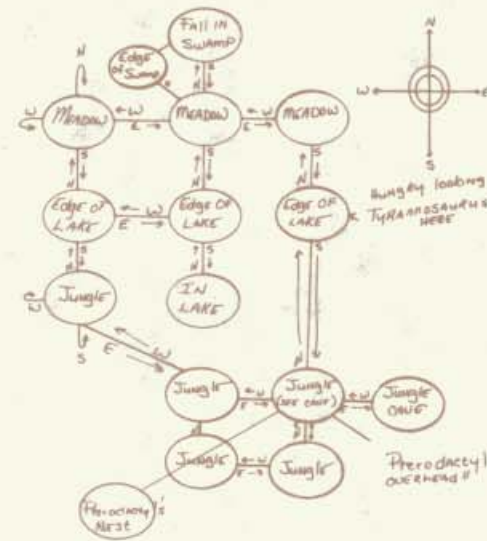 FALL IN
SWAMP
Edge
of Swamp
N
S
N
N
W
MEADOW
W
E
MEADOW
W
E
MEADOW
S
N
S
N
S
N
Edge of
LAKE
W
E
Edge of
LAKE
Edge of
LAKE
Hungry looking
TYRANNOSAURUS
HERE
S
N
S
N
S
Jungle
W
S
IN
LAKE
E
W
N
Jungle
W
E
Jungle
(SEE CAVE)
W
E
Jungle
CAVE
Jungle
W
E
Jungle
Pterodactyl
OVERHEAD!!
Pterodactyl's
NEST
N
W
E
S